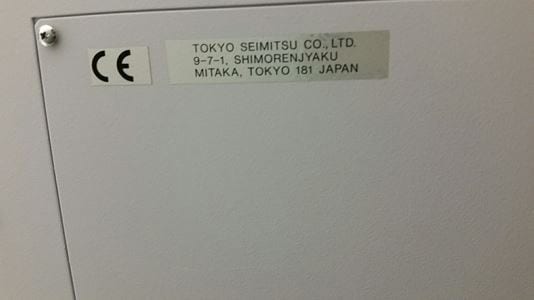 CE
TOKYO SEIMITSU CO., LTD.
9-7-1, SHIMORENJYAKU
MITAKA, TOKYO 181 JAPAN